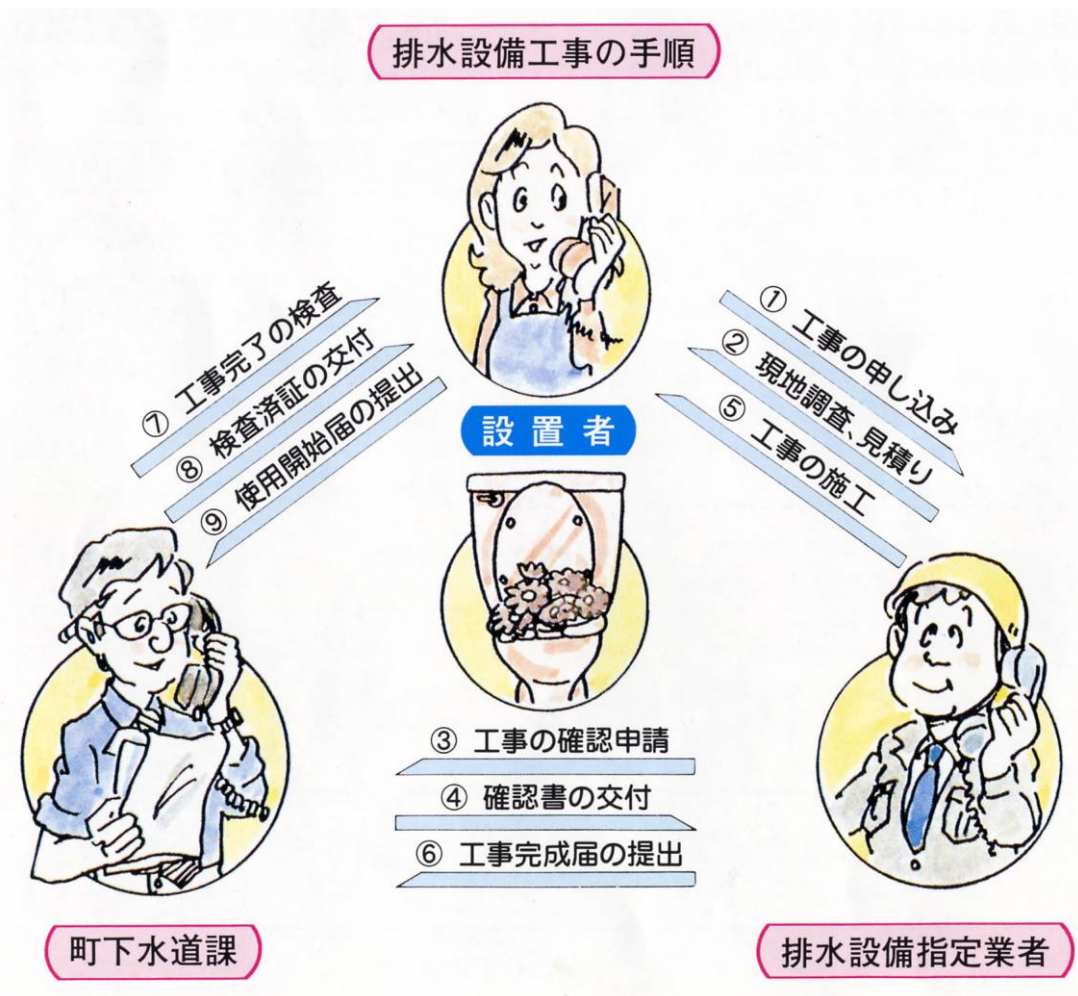 排水設備工事の手順
⑦ 工事完了の検査
⑧ 検査済証の交付
⑨ 使用開始届の提出
① 工事の申し込み
② 現地調査、見積り
⑤ 工事の施工
設置者
③ 工事の確認申請
④ 確認書の交付
⑥ 工事完成届の提出
町下水道課
排水設備指定業者